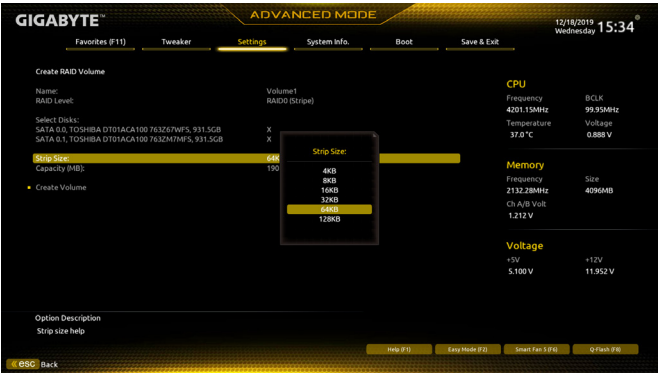 GIGABYTE™
ADVANCED MODE
12/18/2019
Wednesday 15:34
Favorites (F11) Tweaker Settings System Info. Boot Save & Exit
Create RAID Volume
Name: Volume1
RAID Level: RAID0 (Stripe)
Select Disks:
SATA 0.0, TOSHIBA DT01ACA100 763Z67WFS, 931.5GB X
SATA 0.1, TOSHIBA DT01ACA100 763ZM7MFS, 931.5GB X
Strip Size: 64K
Capacity (MB): 190
Create Volume
Strip Size:
4KB
8KB
16KB
32KB
64KB
128KB
CPU
Frequency BCLK
4201.15MHz 99.95MHz
Temperature Voltage
37.0 °C 0.888 V
Memory
Frequency Size
2132.28MHz 4096MB
Ch A/B Volt
1.212 V
Voltage
+5V +12V
5.100 V 11.952 V
Option Description
Strip size help
Help (F1) Easy Mode (F2) Smart Fan 5 (F6) Q-Flash (F8)
esc Back